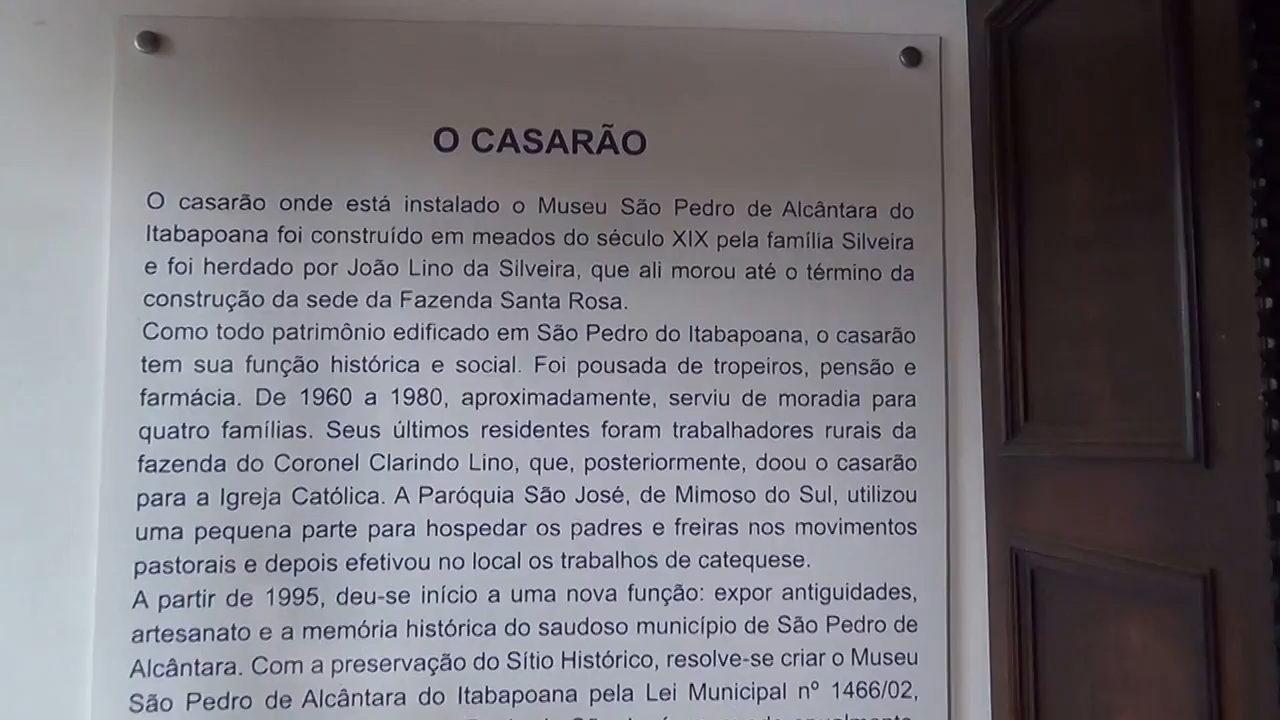 O CASARÃO
O casarão onde está instalado o Museu São Pedro de Alcântara do
Itabapoana foi construído em meados do século XIX pela família Silveira
e foi herdado por João Lino da Silveira, que ali morou até o término da
construção da sede da Fazenda Santa Rosa.
Como todo patrimônio edificado em São Pedro do Itabapoana, o casarão
tem sua função histórica e social. Foi pousada de tropeiros, pensão e
farmácia. De 1960 a 1980, aproximadamente, serviu de moradia para
quatro famílias. Seus últimos residentes foram trabalhadores rurais da
fazenda do Coronel Clarindo Lino, que, posteriormente, doou o casarão
para a Igreja Católica. A Paróquia São José, de Mimoso do Sul, utilizou
uma pequena parte para hospedar os padres e freiras nos movimentos
pastorais e depois efetivou no local os trabalhos de catequese.
A partir de 1995, deu-se início a uma nova função: expor antiguidades,
artesanato e a memória histórica do saudoso município de São Pedro de
Alcântara. Com a preservação do Sítio Histórico, resolve-se criar o Museu
São Pedro de Alcântara do Itabapoana pela Lei Municipal nº 1466/02,